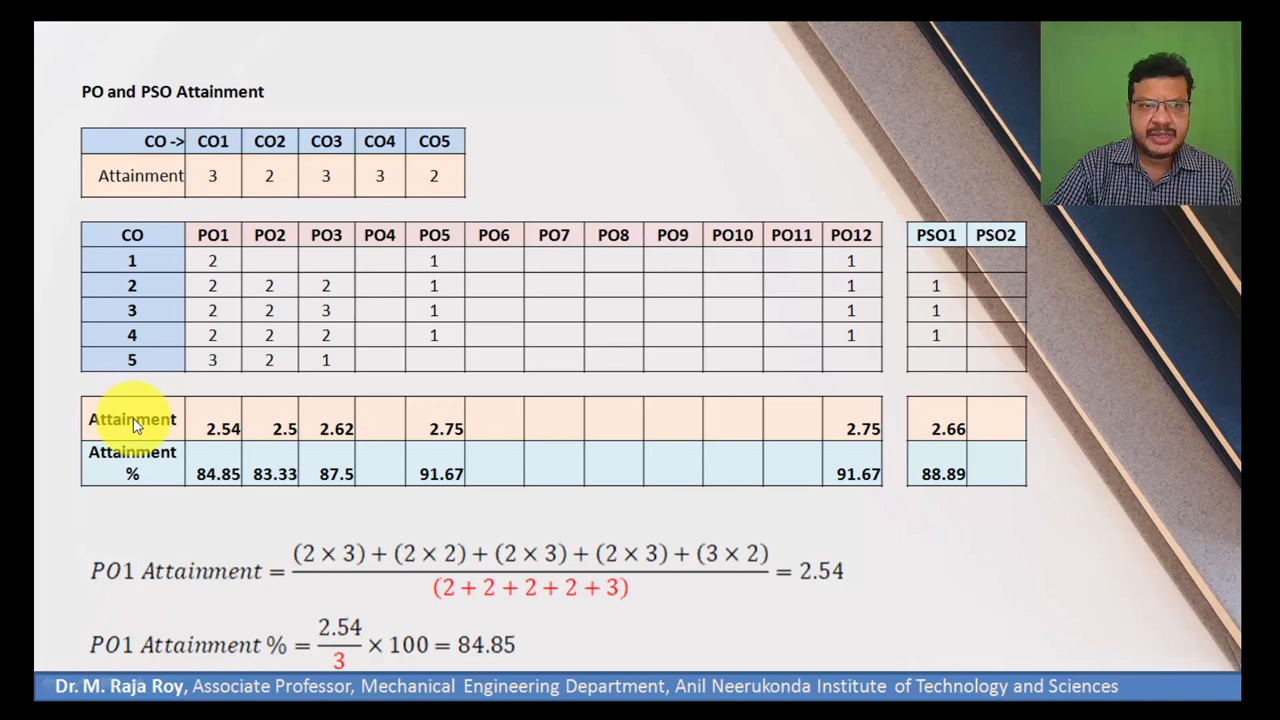 PO and PSO Attainment
CO -> CO1 CO2 CO3 CO4 CO5
Attainment 3 2 3 3 2
CO PO1 PO2 PO3 PO4 PO5 PO6 PO7 PO8 PO9 PO10 PO11 PO12 PSO1 PSO2
1 2 1 1
2 2 2 2 1 1 1
3 2 2 3 1 1 1
4 2 2 2 1 1 1
5 3 2 1
Attainment 2.54 2.5 2.62 2.75 2.75 2.66
Attainment
% 84.85 83.33 87.5 91.67 91.67 88.89
PO1 Attainment = (2 × 3) + (2 × 2) + (2 × 3) + (2 × 3) + (3 × 2) / (2 + 2 + 2 + 2 + 3) = 2.54
PO1 Attainment % = 2.54 / 3 × 100 = 84.85
Dr. M. Raja Roy, Associate Professor, Mechanical Engineering Department, Anil Neerukonda Institute of Technology and Sciences